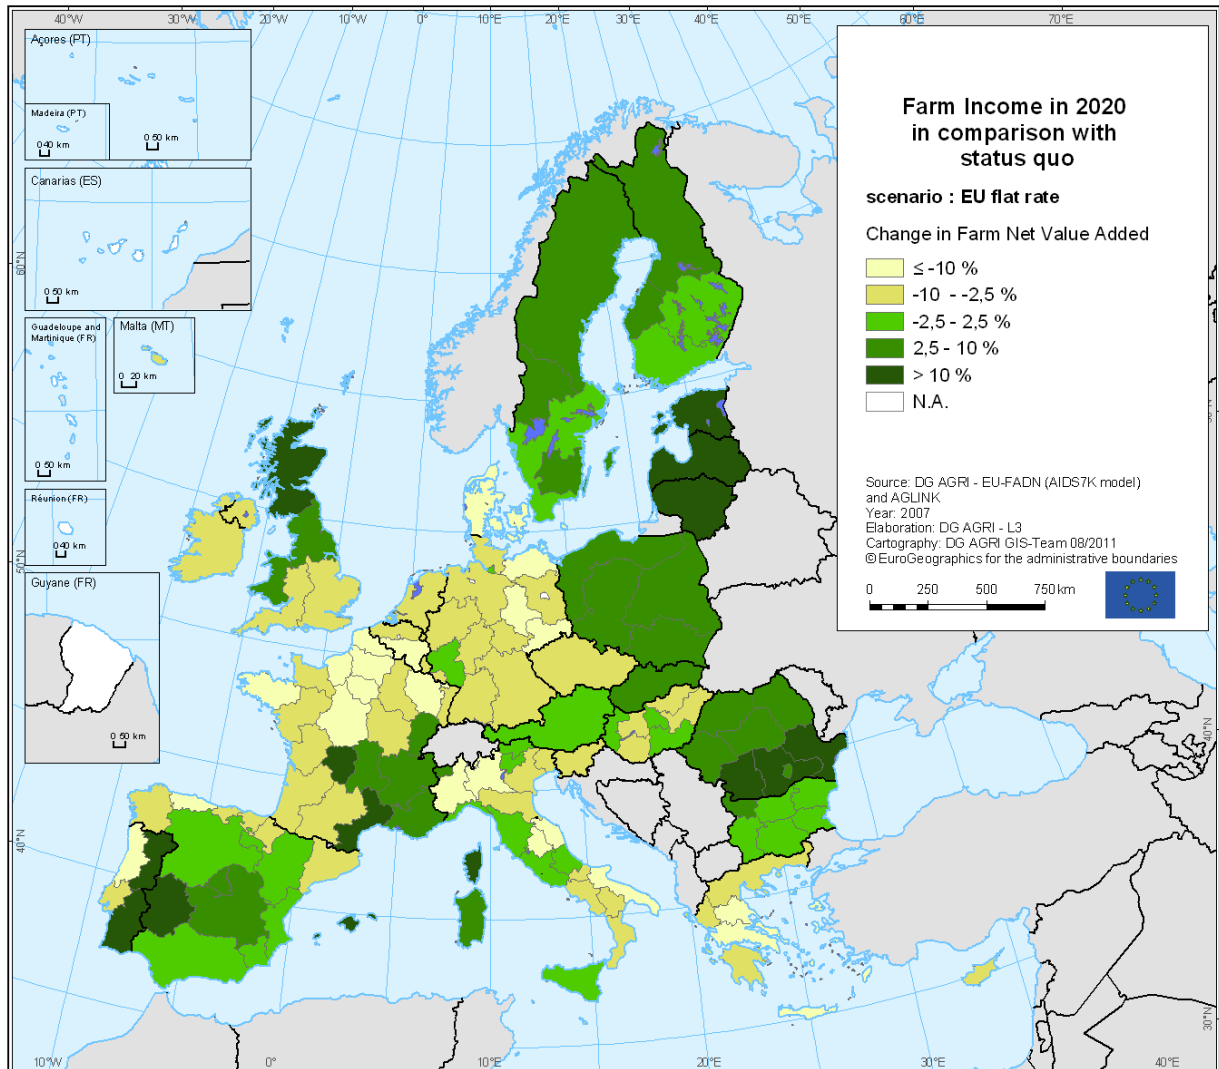 40°W
30°W
20°W
10°W
0°
10°E
20°E
30°E
40°E
50°E
60°E
70°E
Açores (PT)
Madeira (PT)
0 40 km
0 50 km
Canarias (ES)
0 50 km
60°N
Guadeloupe and
Martinique (FR)
0 50 km
Malta (MT)
0 20 km
Réunion (FR)
0 40 km
50°N
Guyane (FR)
0 50 km
40°N
Farm Income in 2020
in comparison with
status quo
scenario : EU flat rate
Change in Farm Net Value Added
≤ -10 %
-10 - -2,5 %
-2,5 - 2,5 %
2,5 - 10 %
> 10 %
N.A.
Source: DG AGRI - EU-FADN (AIDS7K model)
and AGLINK
Year: 2007
Elaboration: DG AGRI - L3
Cartography: DG AGRI GIS-Team 08/2011
© EuroGeographics for the administrative boundaries
0 250 500 750 km
40°N
30°N
10°W
0°
10°E
20°E
30°E
40°E